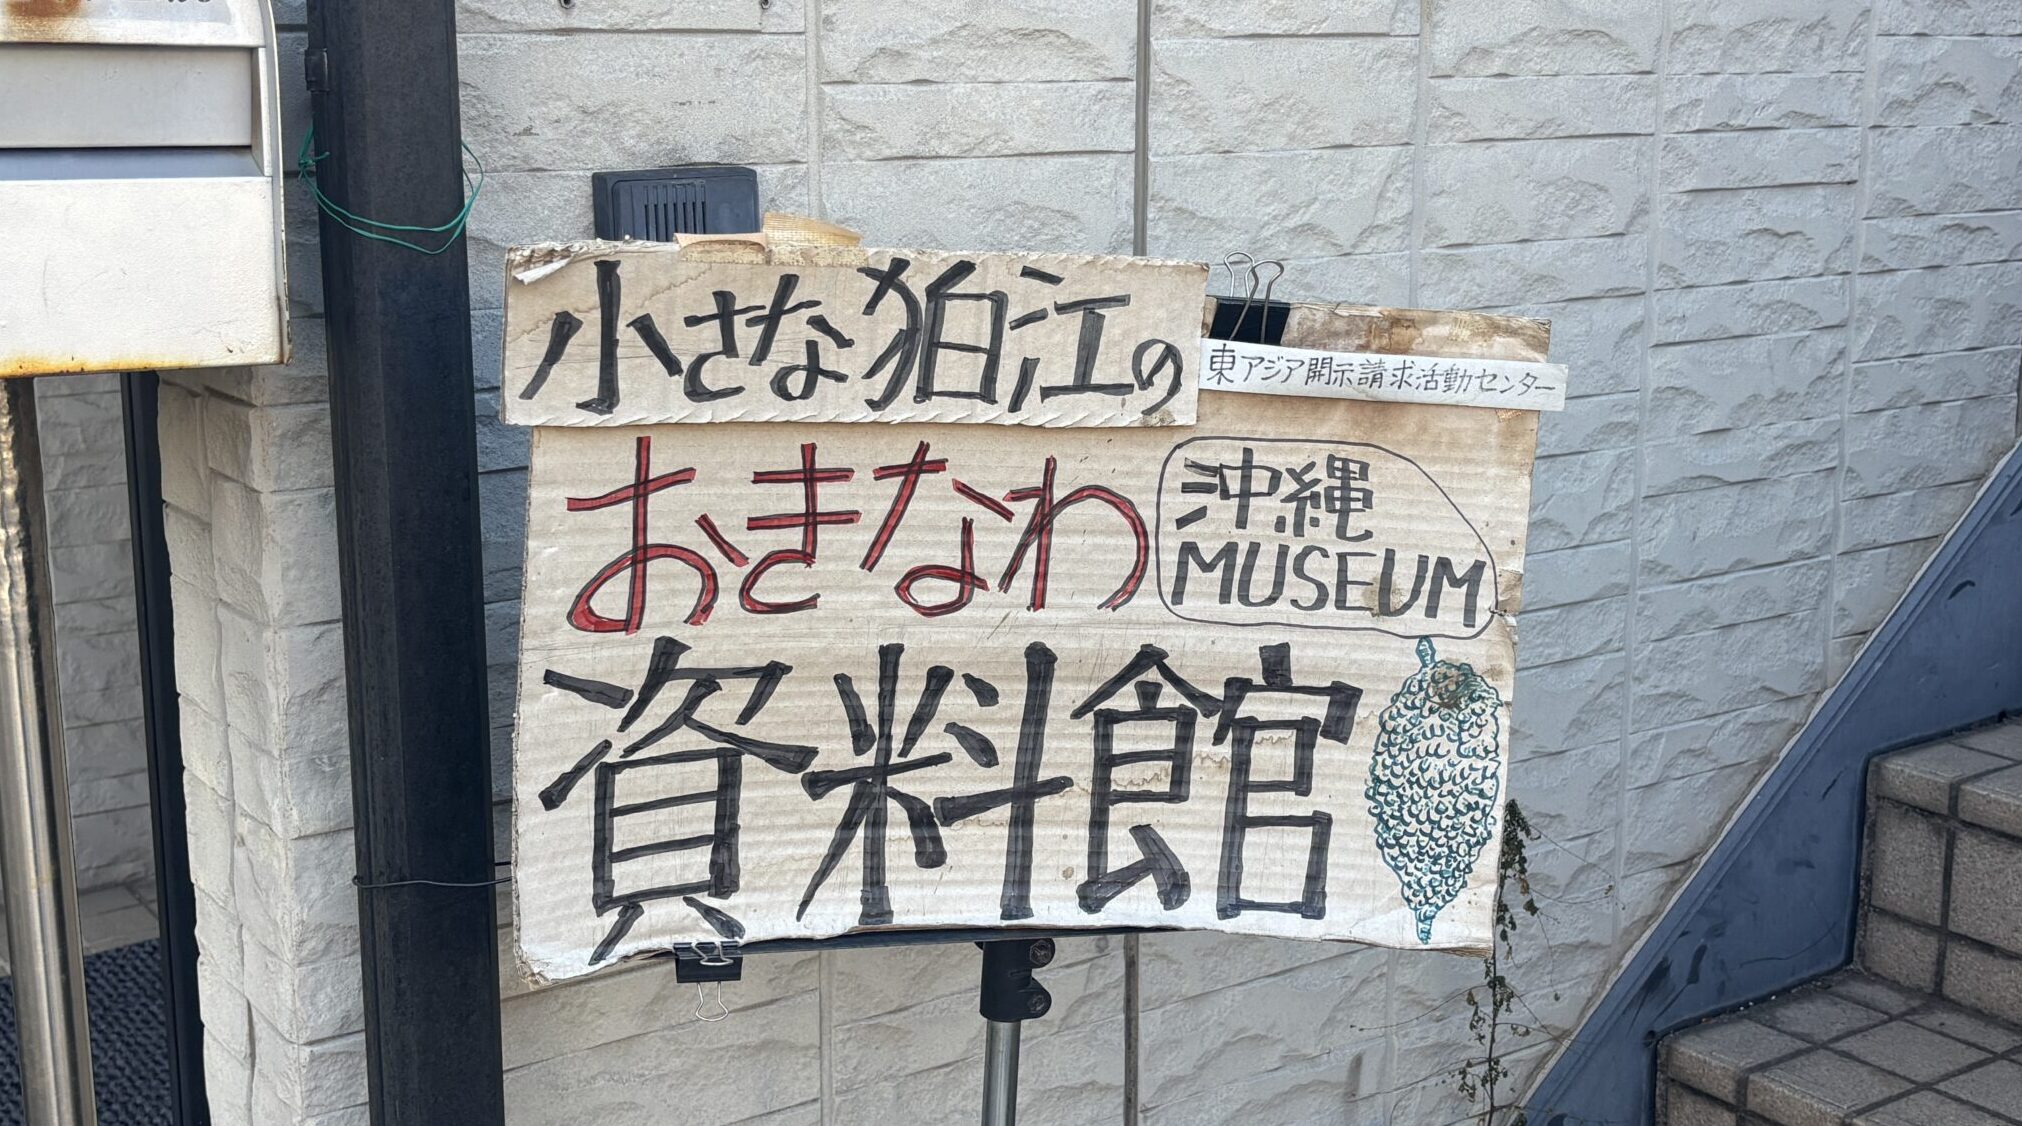 小さな狛江の
東アジア開示請求活動センター
おきなわ
沖縄
MUSEUM
資料館